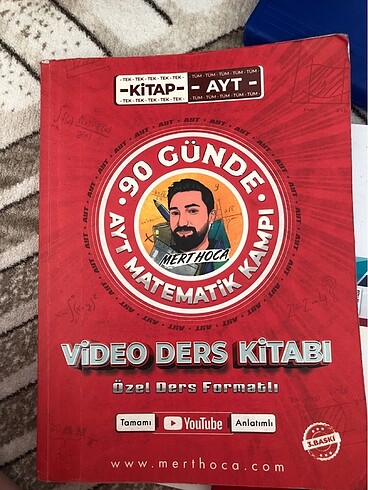 -TEK-TEK-TEK-TEK-TEK-
-TÜM-TÜM-TÜM-TÜM-TÜM-
-KİTAP- -AYT-
-TEK-TEK-TEK-TEK-TEK-
-TÜM-TÜM-TÜM-TÜM-TÜM-
• 90 GÜNDE •
AYT MATEMATİK KAMPI
MERT HOCA
VİDEO DERS KİTABI
Özel Ders Formatlı
Tamamı YouTube Anlatımlı
3.BASKI
www.merthoca.com